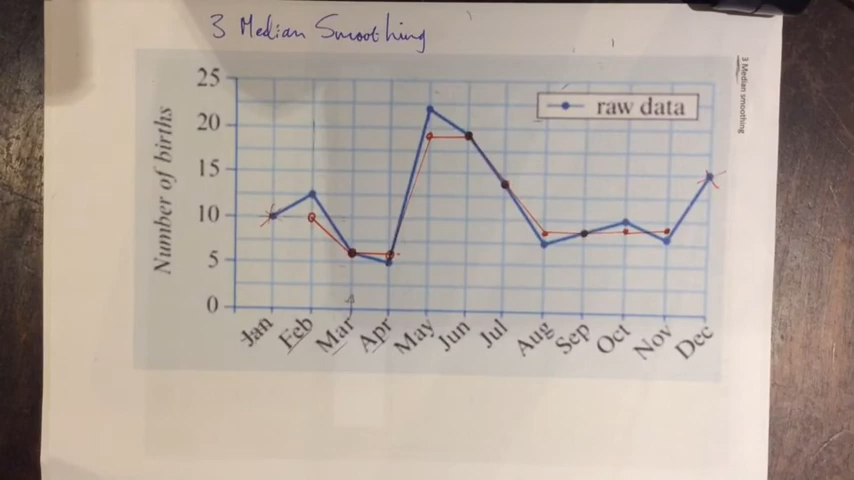 3 Median Smoothing
3 Median smoothing
25
20
15
10
5
0
Number of births
raw data
Jan Feb Mar Apr May Jun Jul Aug Sep Oct Nov Dec